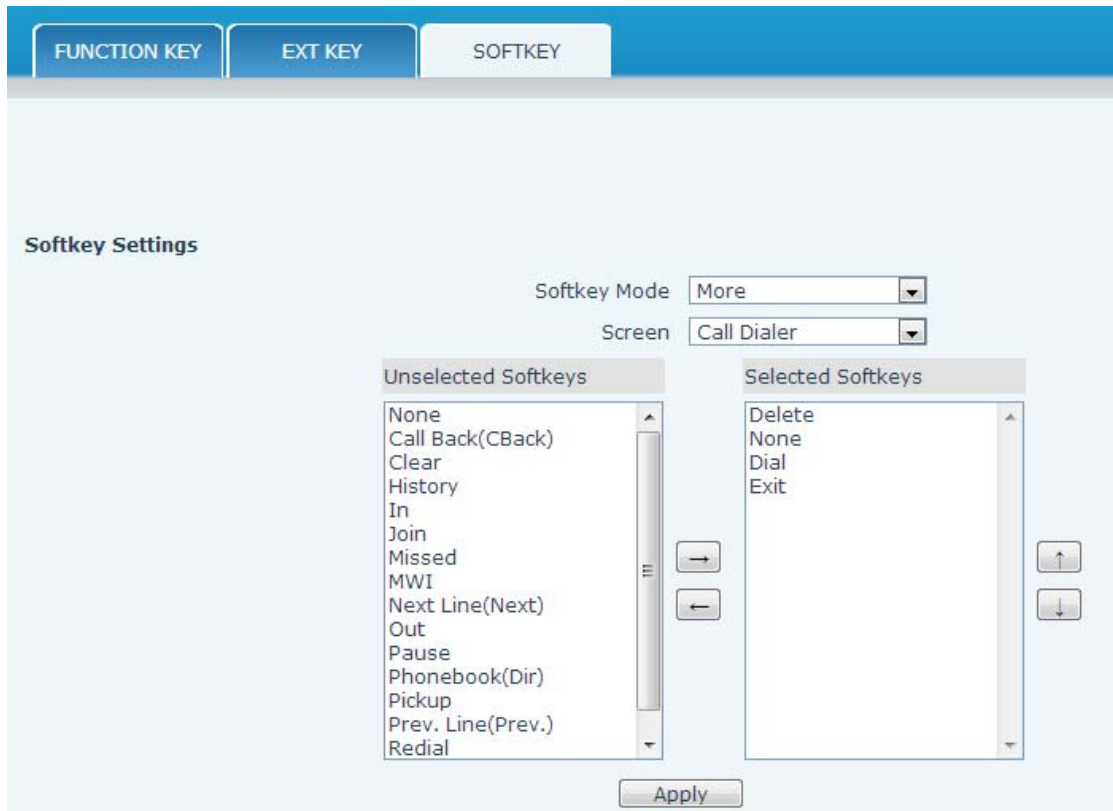 FUNCTION KEY
EXT KEY
SOFTKEY
Softkey Settings
Softkey Mode More
Screen Call Dialer
Unselected Softkeys
None
Call Back(CBack)
Clear
History
In
Join
Missed
MWI
Next Line(Next)
Out
Pause
Phonebook(Dir)
Pickup
Prev. Line(Prev.)
Redial
→
←
Selected Softkeys
Delete
None
Dial
Exit
↑
↓
Apply